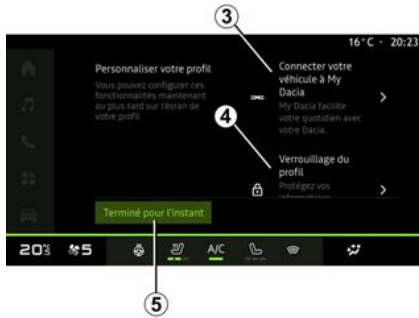 3
16°C · 20:23
Personnaliser votre profil
Vous pouvez configurer ces
fonctionnalités maintenant
ou plus tard sur l'écran de
votre profil
Connecter votre
véhicule à My
Dacia
My Dacia facilite
votre quotidien avec
votre Dacia.
4
Verrouillage du
profil
Protégez vos
informations
Terminé pour l'instant
20
5
A/C
5